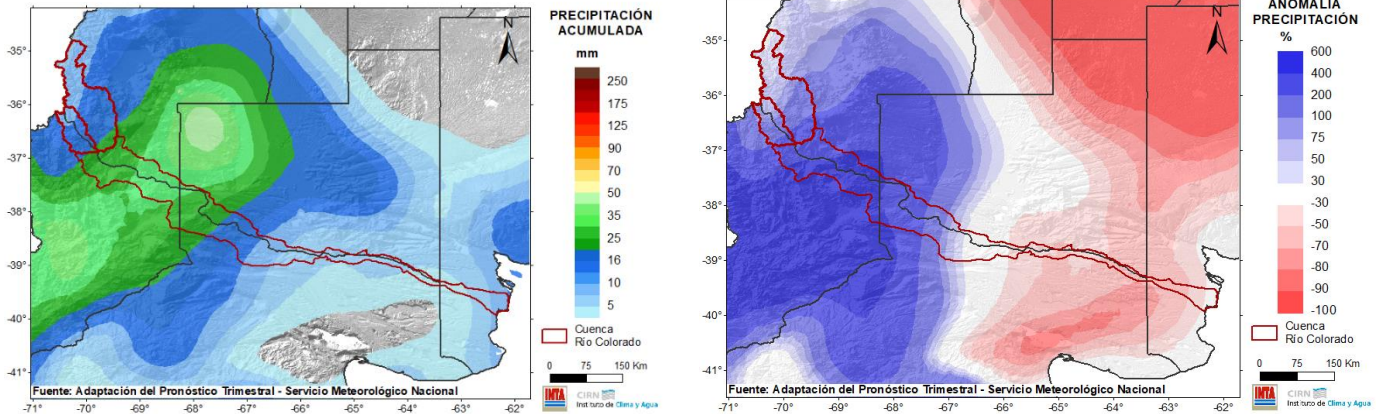 PRECIPITACIÓN
ACUMULADA
mm
250
175
125
90
70
50
35
25
16
10
5
Cuenca
Río Colorado
0 75 150 Km
INTA
CIRN
Instituto de Clima y Agua
N
-35°
-36°
-37°
-38°
-39°
-40°
-41°
Fuente: Adaptación del Pronóstico Trimestral - Servicio Meteorológico Nacional
-71° -70° -69° -68° -67° -66° -65° -64° -63° -62°
ANOMALÍA
PRECIPITACIÓN
%
600
400
200
100
75
50
30
-30
-50
-70
-80
-90
-100
Cuenca
Río Colorado
0 75 150 Km
INTA
CIRN
Instituto de Clima y Agua
N
-35°
-36°
-37°
-38°
-39°
-40°
-41°
Fuente: Adaptación del Pronóstico Trimestral - Servicio Meteorológico Nacional
-71° -70° -69° -68° -67° -66° -65° -64° -63° -62°